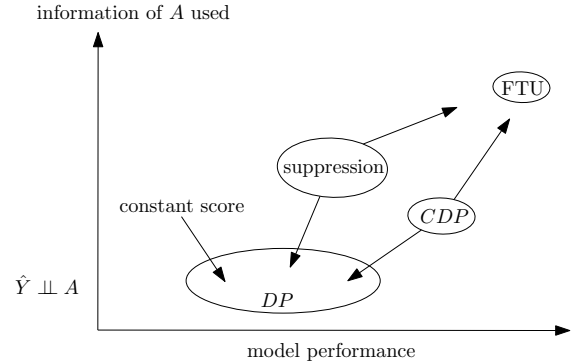 information of A used
FTU
suppression
constant score
CDP
Ŷ ⫫ A
DP
model performance